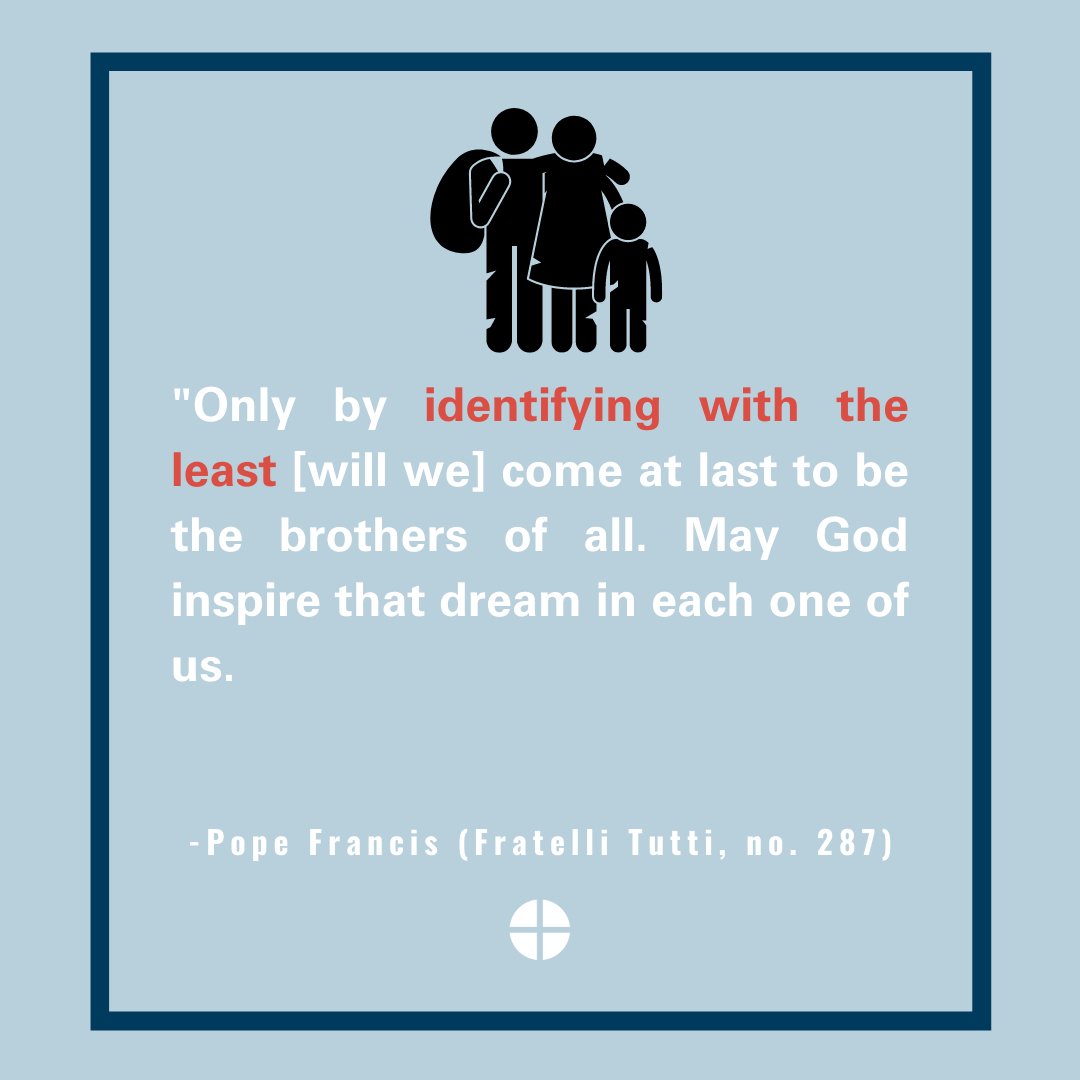 "Only by identifying with the
least [will we] come at last to be
the brothers of all. May God
inspire that dream in each one of
us.
-Pope Francis (Fratelli Tutti, no. 287)